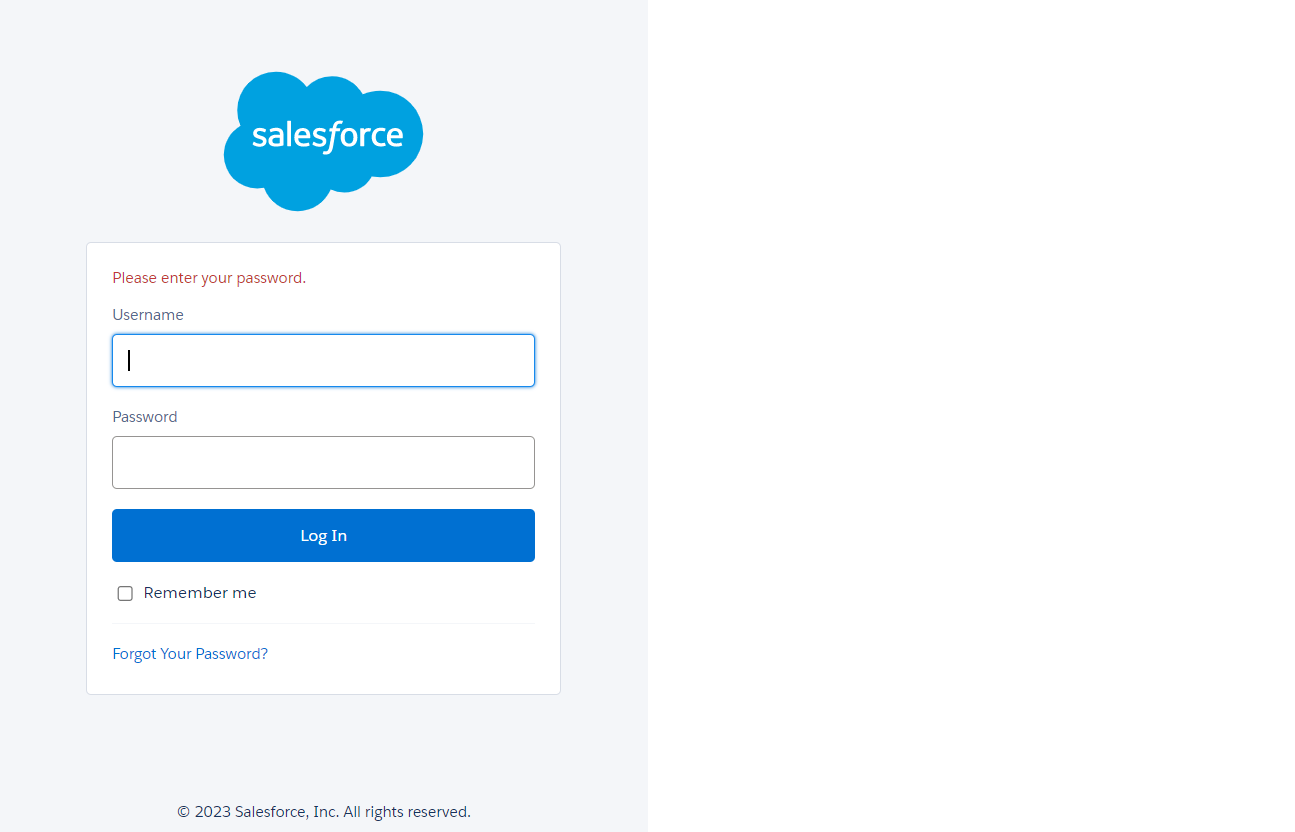 salesforce
Please enter your password.
Username
Password
Log In
Remember me
Forgot Your Password?
© 2023 Salesforce, Inc. All rights reserved.